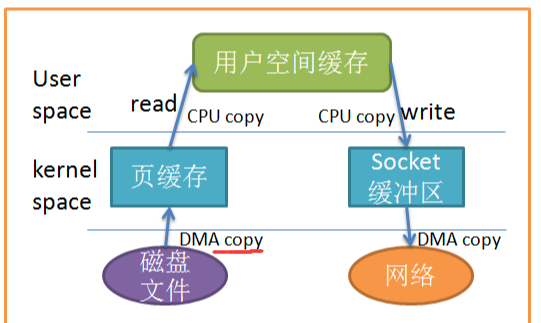 用户空间缓存
User
space
read
CPU copy
CPU copy
write
kernel
space
页缓存
Socket
缓冲区
DMA copy
DMA copy
磁盘
文件
网络